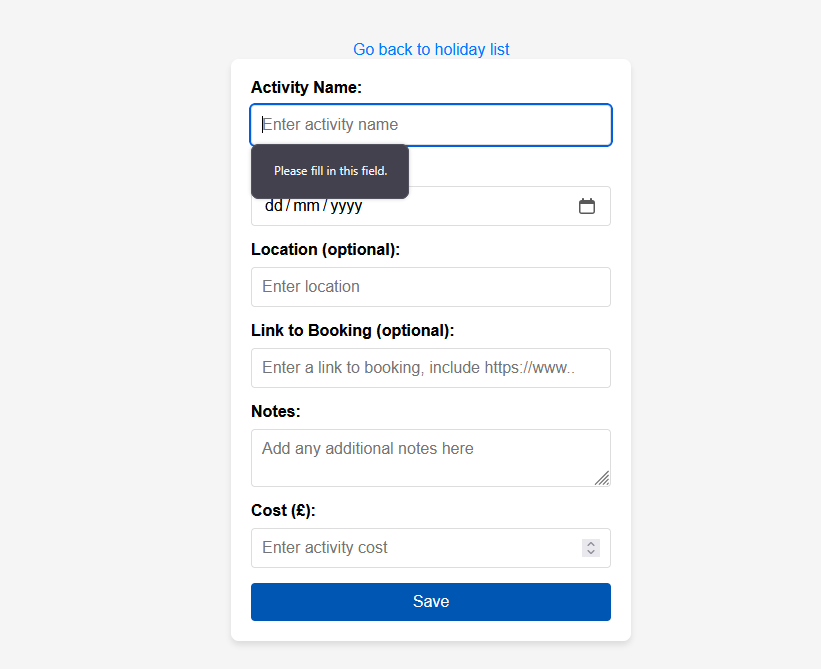 Go back to holiday list
Activity Name:
Enter activity name
Please fill in this field.
dd/mm/yyyy
Location (optional):
Enter location
Link to Booking (optional):
Enter a link to booking, include https://www..
Notes:
Add any additional notes here
Cost (£):
Enter activity cost
Save